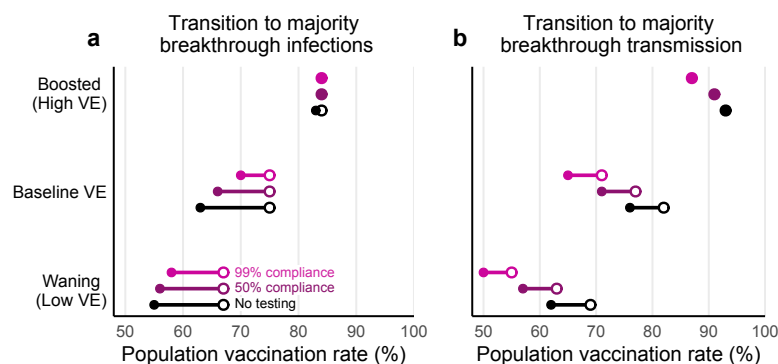 a
Transition to majority
breakthrough infections
b
Transition to majority
breakthrough transmission
Boosted
(High VE)
Baseline VE
Waning
(Low VE)
99% compliance
50% compliance
No testing
50 60 70 80 90 100
50 60 70 80 90 100
Population vaccination rate (%)
Population vaccination rate (%)